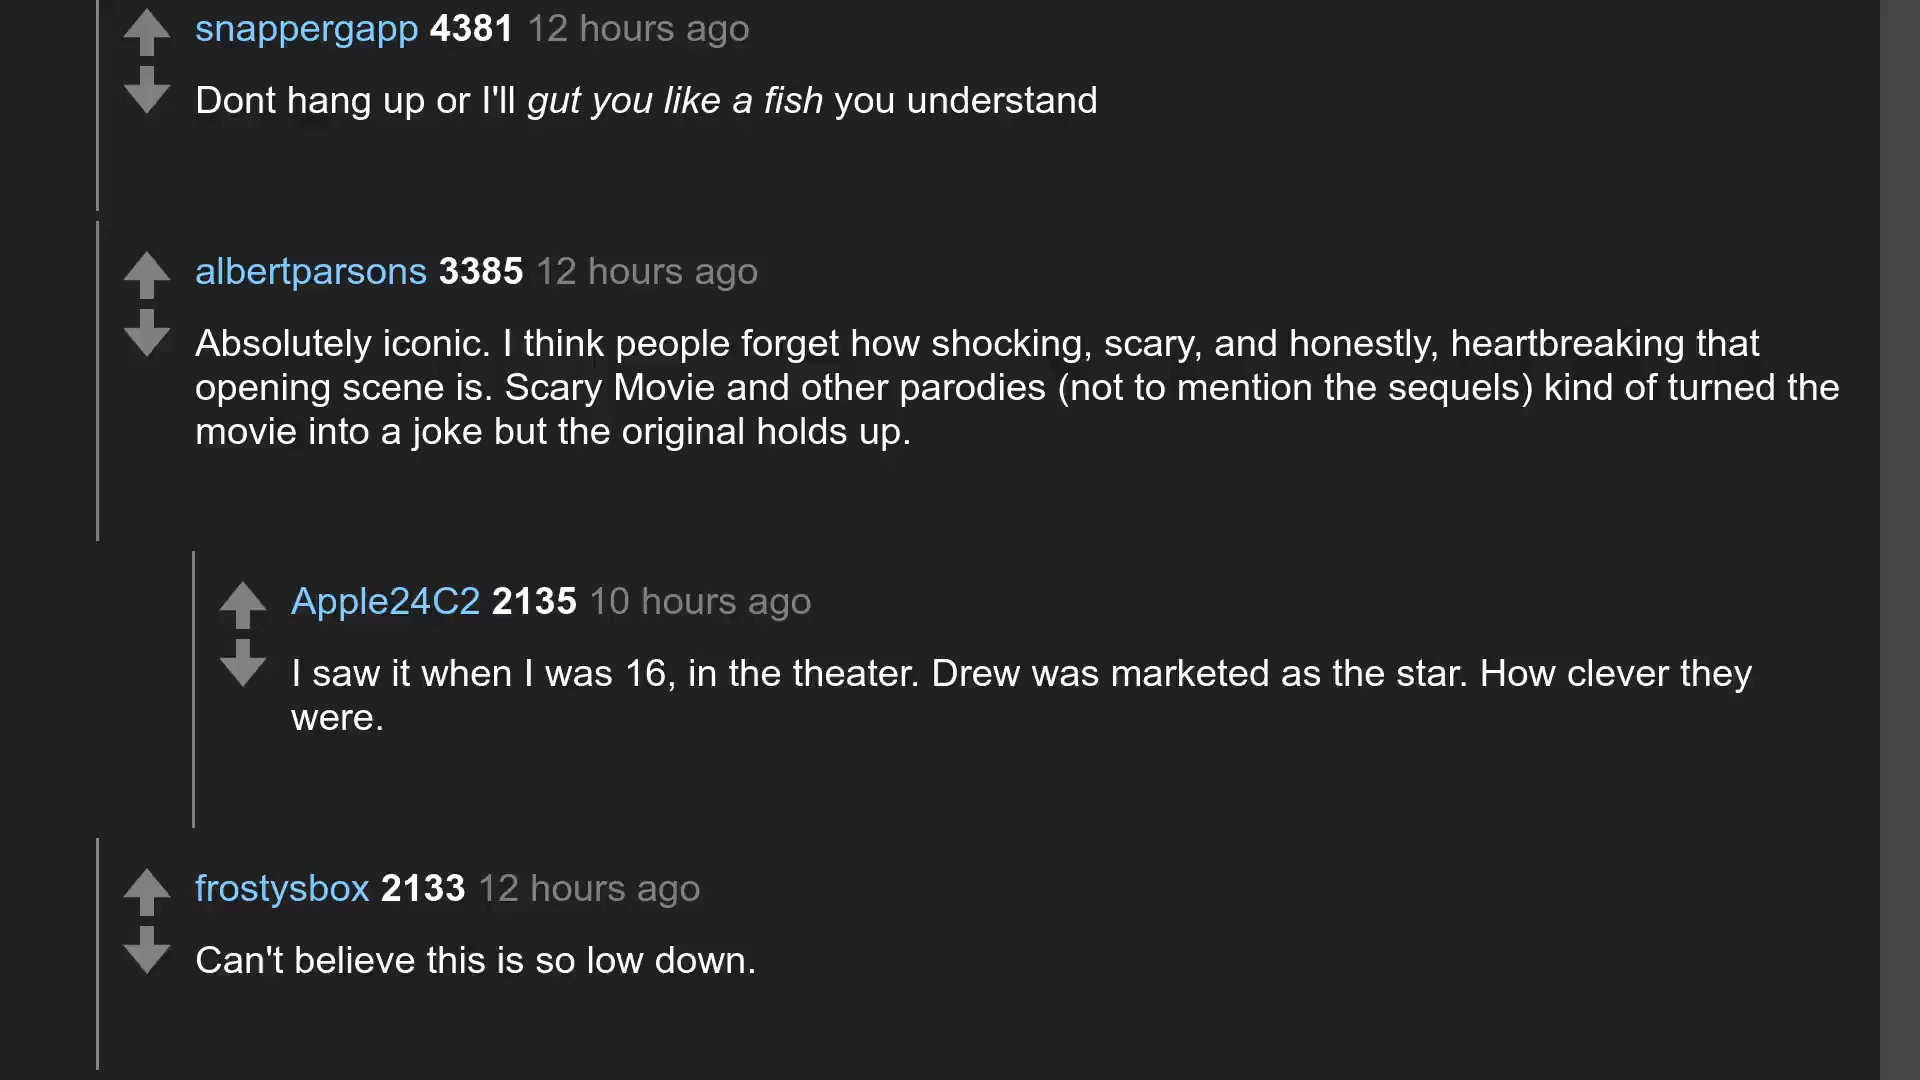 snappergapp 4381 12 hours ago
Dont hang up or I'll gut you like a fish you understand
albertparsons 3385 12 hours ago
Absolutely iconic. I think people forget how shocking, scary, and honestly, heartbreaking that
opening scene is. Scary Movie and other parodies (not to mention the sequels) kind of turned the
movie into a joke but the original holds up.
Apple24C2 2135 10 hours ago
I saw it when I was 16, in the theater. Drew was marketed as the star. How clever they
were.
frostysbox 2133 12 hours ago
Can't believe this is so low down.